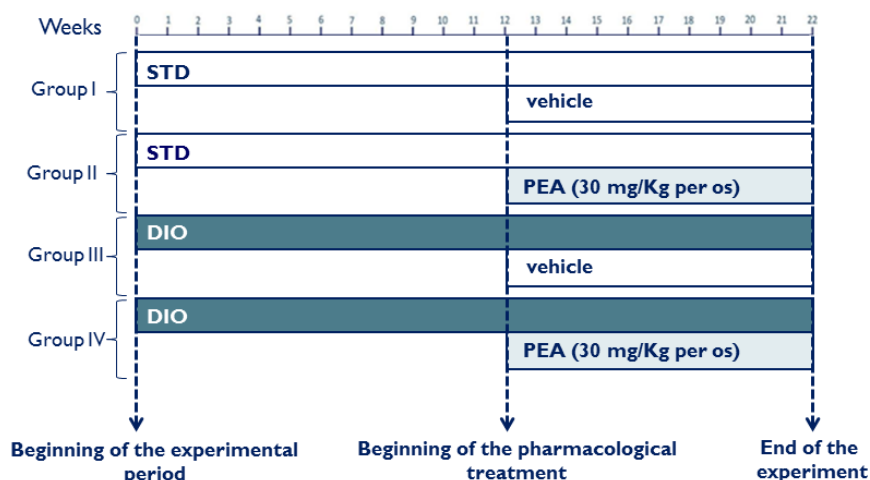 Weeks 0 1 2 3 4 5 6 7 8 9 10 11 12 13 14 15 16 17 18 19 20 21 22
Group I
STD
vehicle
Group II
STD
PEA (30 mg/Kg per os)
Group III
DIO
vehicle
Group IV
DIO
PEA (30 mg/Kg per os)
Beginning of the experimental
period
Beginning of the pharmacological
treatment
End of the
experiment